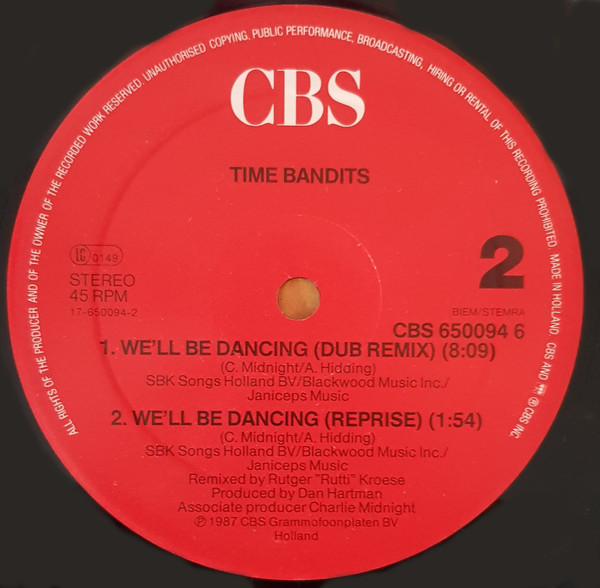 ALL RIGHTS OF THE PRODUCER AND OF THE OWNER OF THE RECORDED WORK RESERVED. UNAUTHORISED COPYING, PUBLIC PERFORMANCE, BROADCASTING, HIRING OR RENTAL OF THIS RECORDING PROHIBITED. MADE IN HOLLAND CBS AND ® CBS INC
CBS
TIME BANDITS
LC 0149
STEREO
45 RPM
17-650094-2
2
BIEM/STEMRA
CBS 650094 6
1. WE'LL BE DANCING (DUB REMIX) (8:09)
(C. Midnight/A. Hidding)
SBK Songs Holland BV/Blackwood Music Inc./
Janiceps Music
2. WE'LL BE DANCING (REPRISE) (1:54)
(C. Midnight/A. Hidding)
SBK Songs Holland BV/Blackwood Music Inc./
Janiceps Music
Remixed by Rutger "Rutti" Kroese
Produced by Dan Hartman
Associate producer Charlie Midnight
℗ 1987 CBS Grammofoonplaten BV
Holland